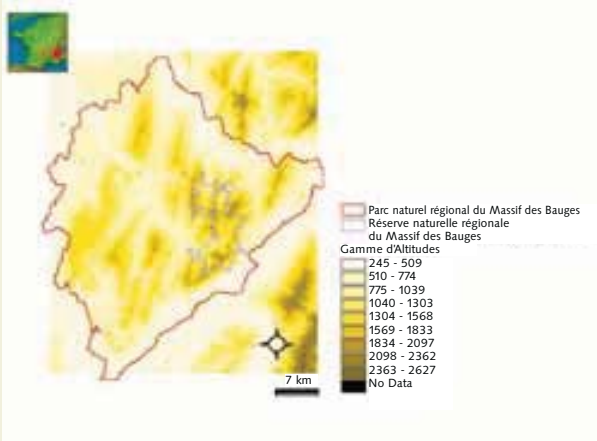 Parc naturel régional du Massif des Bauges
Réserve naturelle régionale
du Massif des Bauges
Gamme d'Altitudes
245 - 509
510 - 774
775 - 1039
1040 - 1303
1304 - 1568
1569 - 1833
1834 - 2097
2098 - 2362
2363 - 2627
No Data
7 km